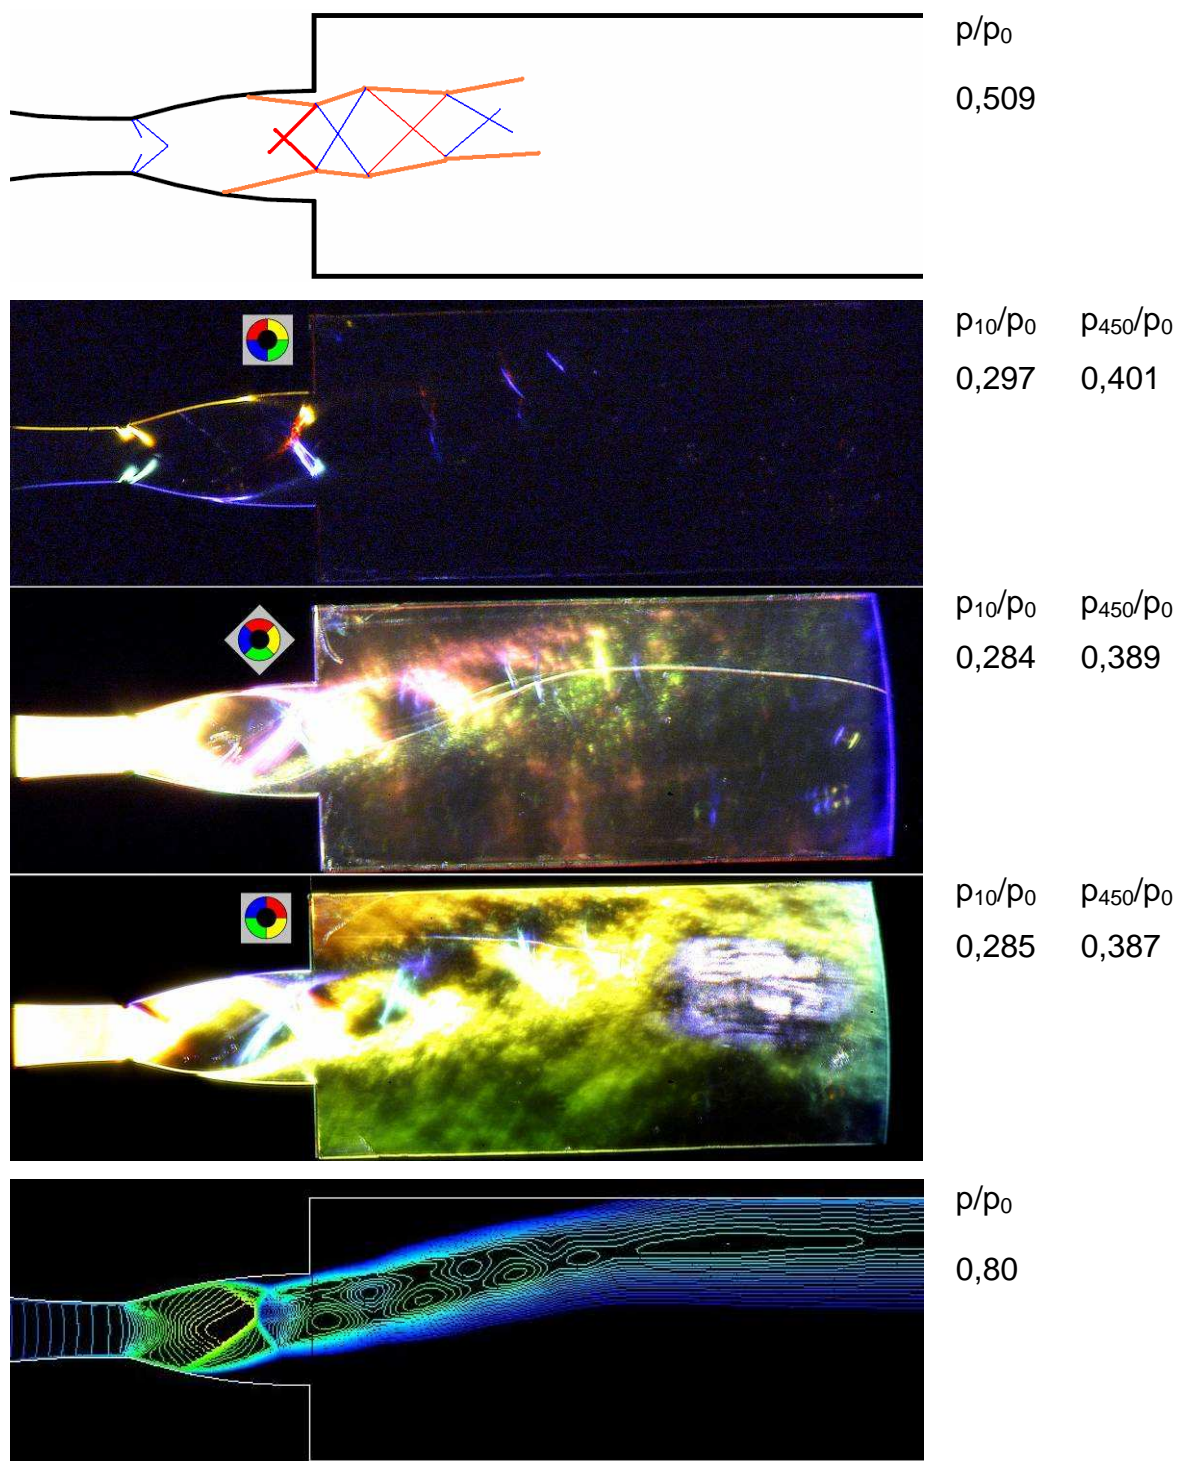 p/p₀
0,509
p₁₀/p₀ p₄₅₀/p₀
0,297 0,401
p₁₀/p₀ p₄₅₀/p₀
0,284 0,389
p₁₀/p₀ p₄₅₀/p₀
0,285 0,387
p/p₀
0,80